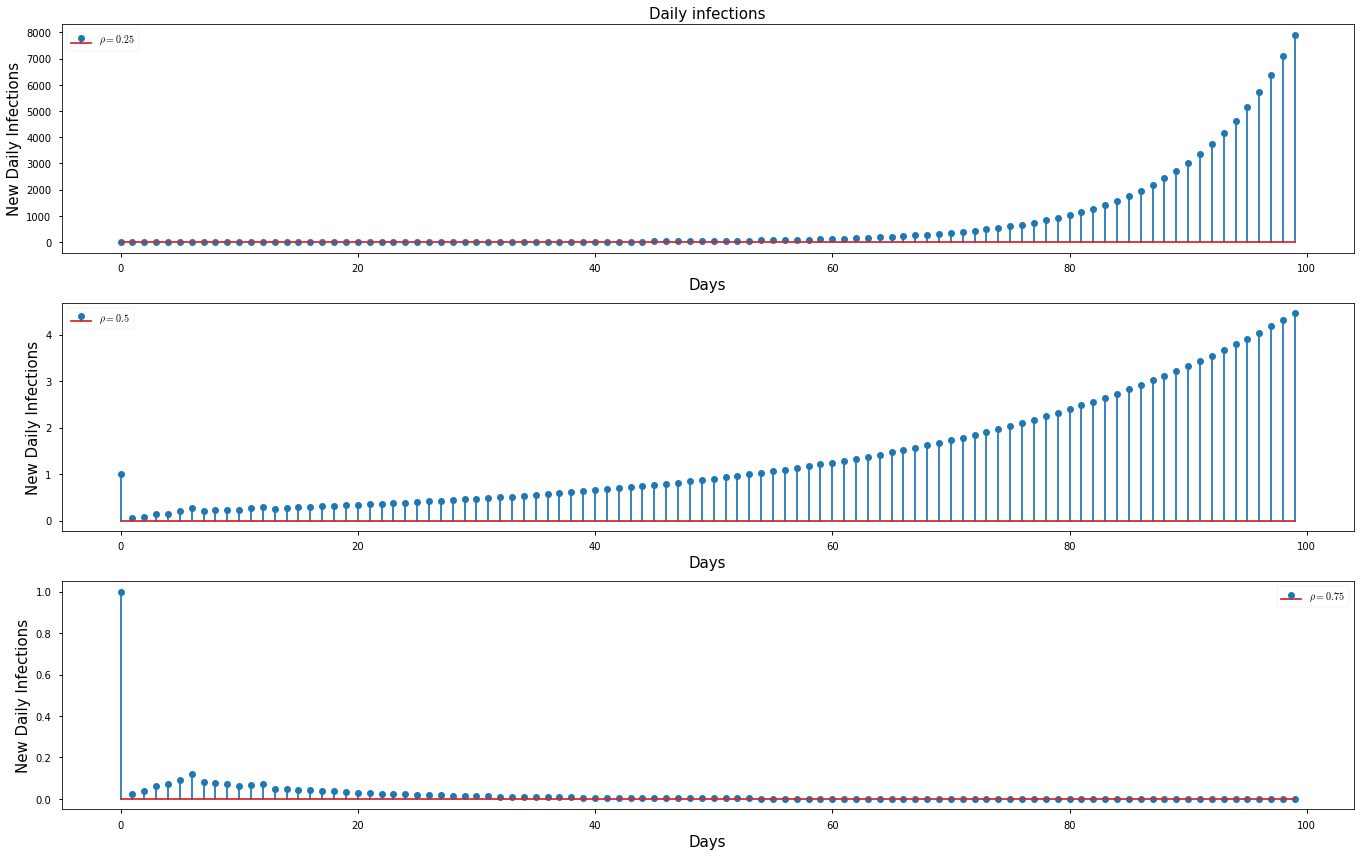 Daily infections
ρ = 0.25
New Daily Infections
8000
7000
6000
5000
4000
3000
2000
1000
0
0 20 40 60 80 100
Days
ρ = 0.5
New Daily Infections
4
3
2
1
0
0 20 40 60 80 100
Days
ρ = 0.75
New Daily Infections
1.0
0.8
0.6
0.4
0.2
0.0
0 20 40 60 80 100
Days